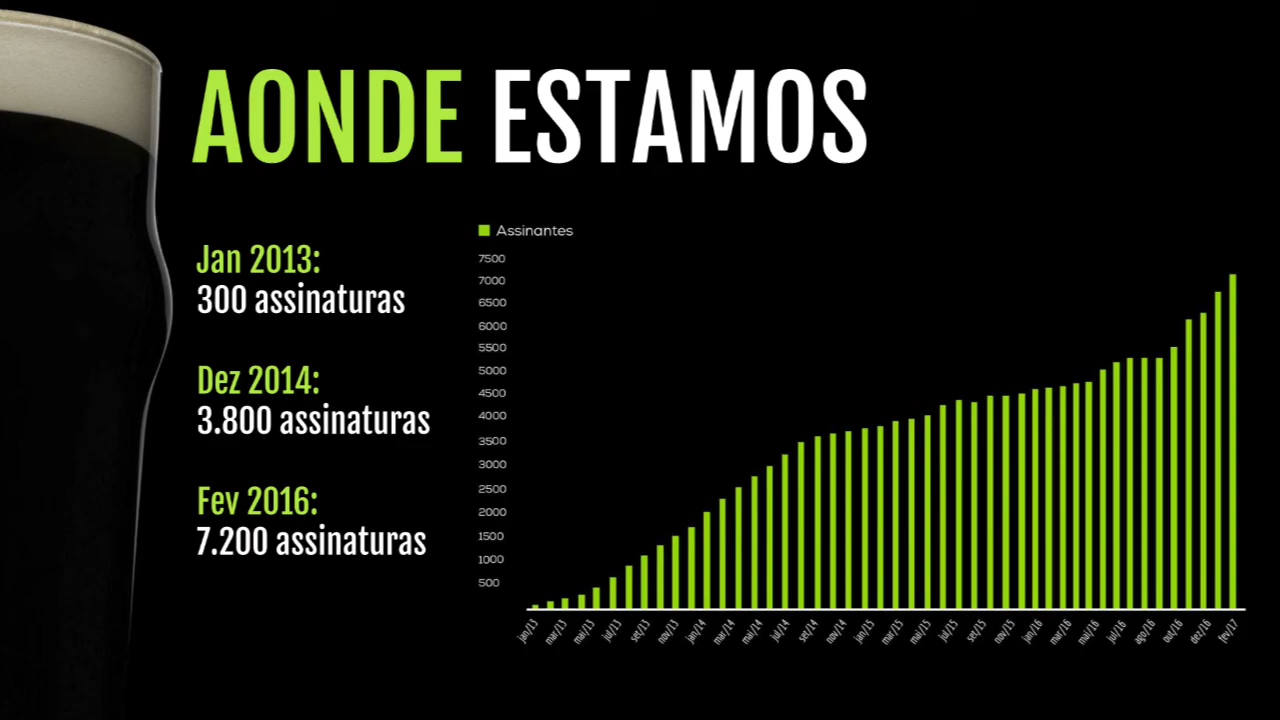 AONDE ESTAMOS
Jan 2013:
300 assinaturas
Dez 2014:
3.800 assinaturas
Fev 2016:
7.200 assinaturas
Assinantes
7500
7000
6500
6000
5500
5000
4500
4000
3500
3000
2500
2000
1500
1000
500
jan/13 mar/13 mai/13 jul/13 set/13 nov/13 jan/14 mar/14 mai/14 jul/14 set/14 nov/14 jan/15 mar/15 mai/15 jul/15 set/15 nov/15 jan/16 mar/16 mai/16 jul/16 ago/16 out/16 dez/16 fev/17